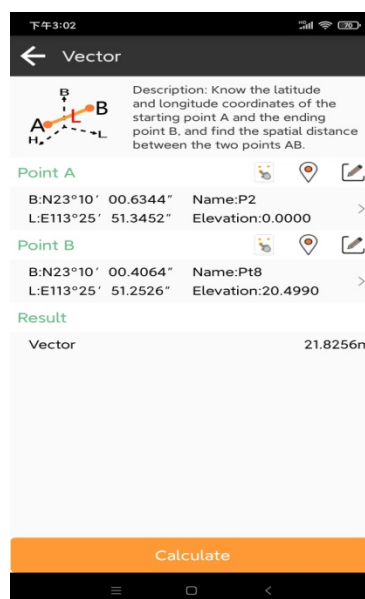 下午3:02
HD
70
Vector
B
A
B
L
H
L
Description: Know the latitude
and longitude coordinates of the
starting point A and the ending
point B, and find the spatial distance
between the two points AB.
Point A
B:N23°10′ 00.6344″ Name:P2
L:E113°25′ 51.3452″ Elevation:0.0000
Point B
B:N23°10′ 00.4064″ Name:Pt8
L:E113°25′ 51.2526″ Elevation:20.4990
Result
Vector 21.8256m
Calculate